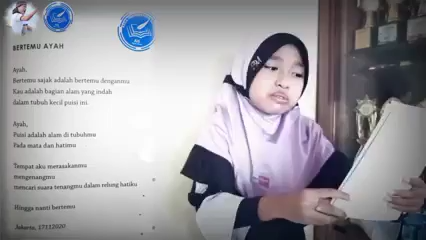 BERTEMU AYAH
Ayah,
Bertemu sajak adalah bertemu denganmu
Kau adalah bagian alam yang indah
dalam tubuh kecil puisi ini
Ayah,
Puisi adalah alam di tubuhmu
Pada mata dan hatimu
Tempat aku merasakanmu
mengenangmu
mencari suara tenangmu dalam relung hatiku
Hingga nanti bertemu
Jakarta, 27112020